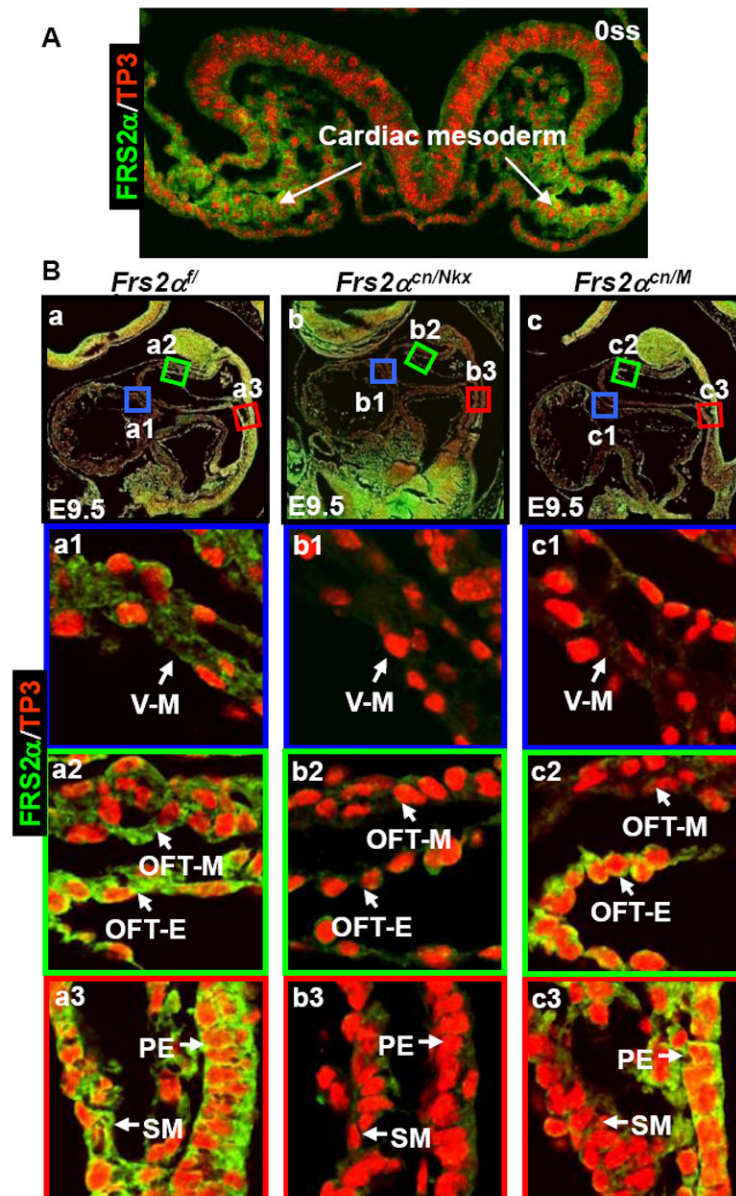 A
0ss
FRS2α/TP3
Cardiac mesoderm
B
Frs2α^f/
Frs2α^cn/Nkx
Frs2α^cn/M
a
a2
a3
a1
E9.5
b
b2
b3
b1
E9.5
c
c2
c3
c1
E9.5
FRS2α/TP3
a1
V-M
b1
V-M
c1
V-M
a2
OFT-M
OFT-E
b2
OFT-M
OFT-E
c2
OFT-M
OFT-E
a3
PE
SM
b3
PE
SM
c3
PE
SM